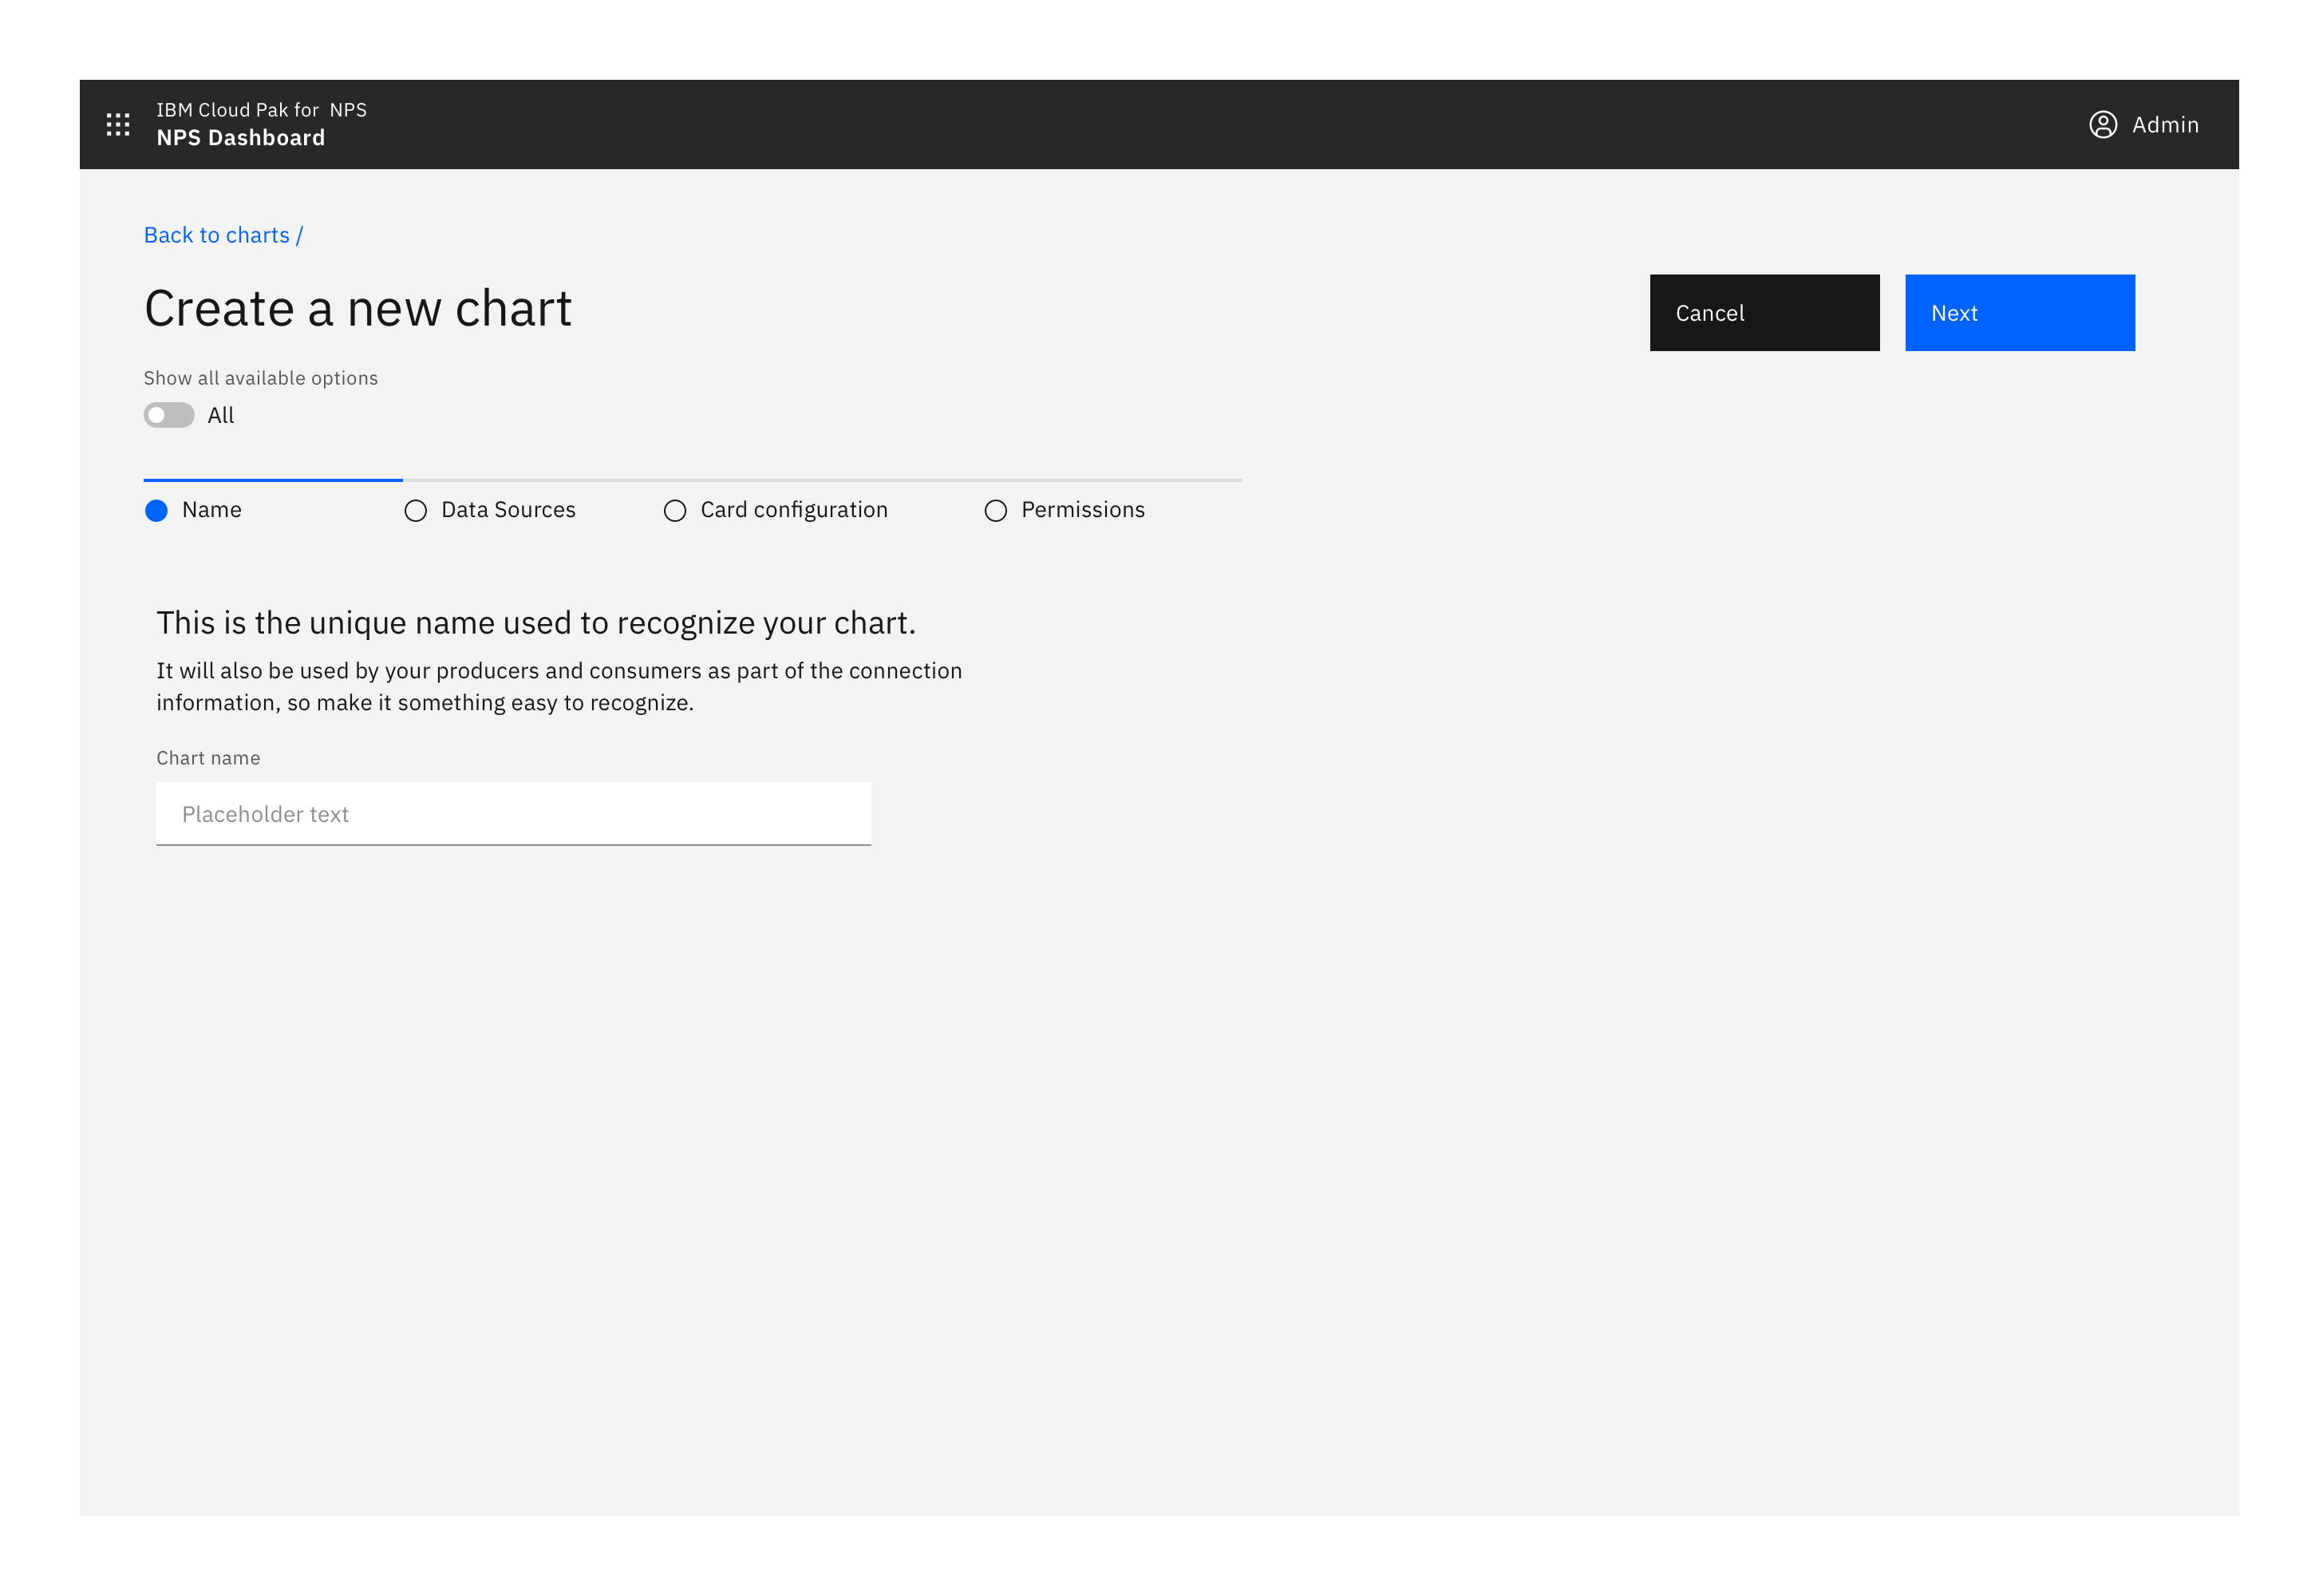 IBM Cloud Pak for NPS
NPS Dashboard
Admin
Back to charts /
Create a new chart
Cancel
Next
Show all available options
All
Name
Data Sources
Card configuration
Permissions
This is the unique name used to recognize your chart.
It will also be used by your producers and consumers as part of the connection
information, so make it something easy to recognize.
Chart name
Placeholder text